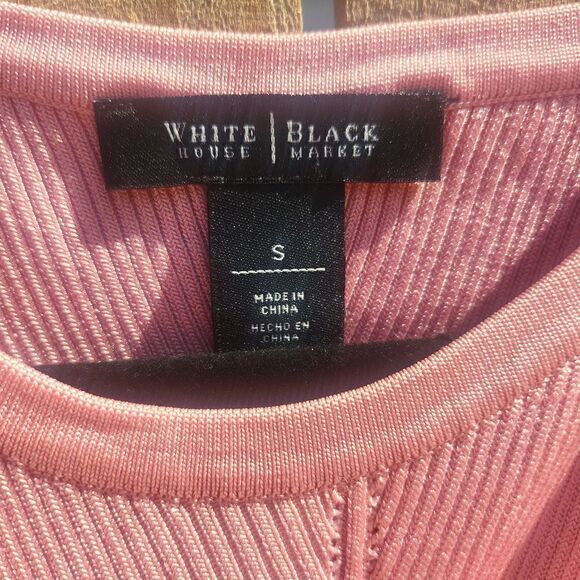 WHITE | BLACK
HOUSE | MARKET
S
MADE IN
CHINA
HECHO EN
CHINA